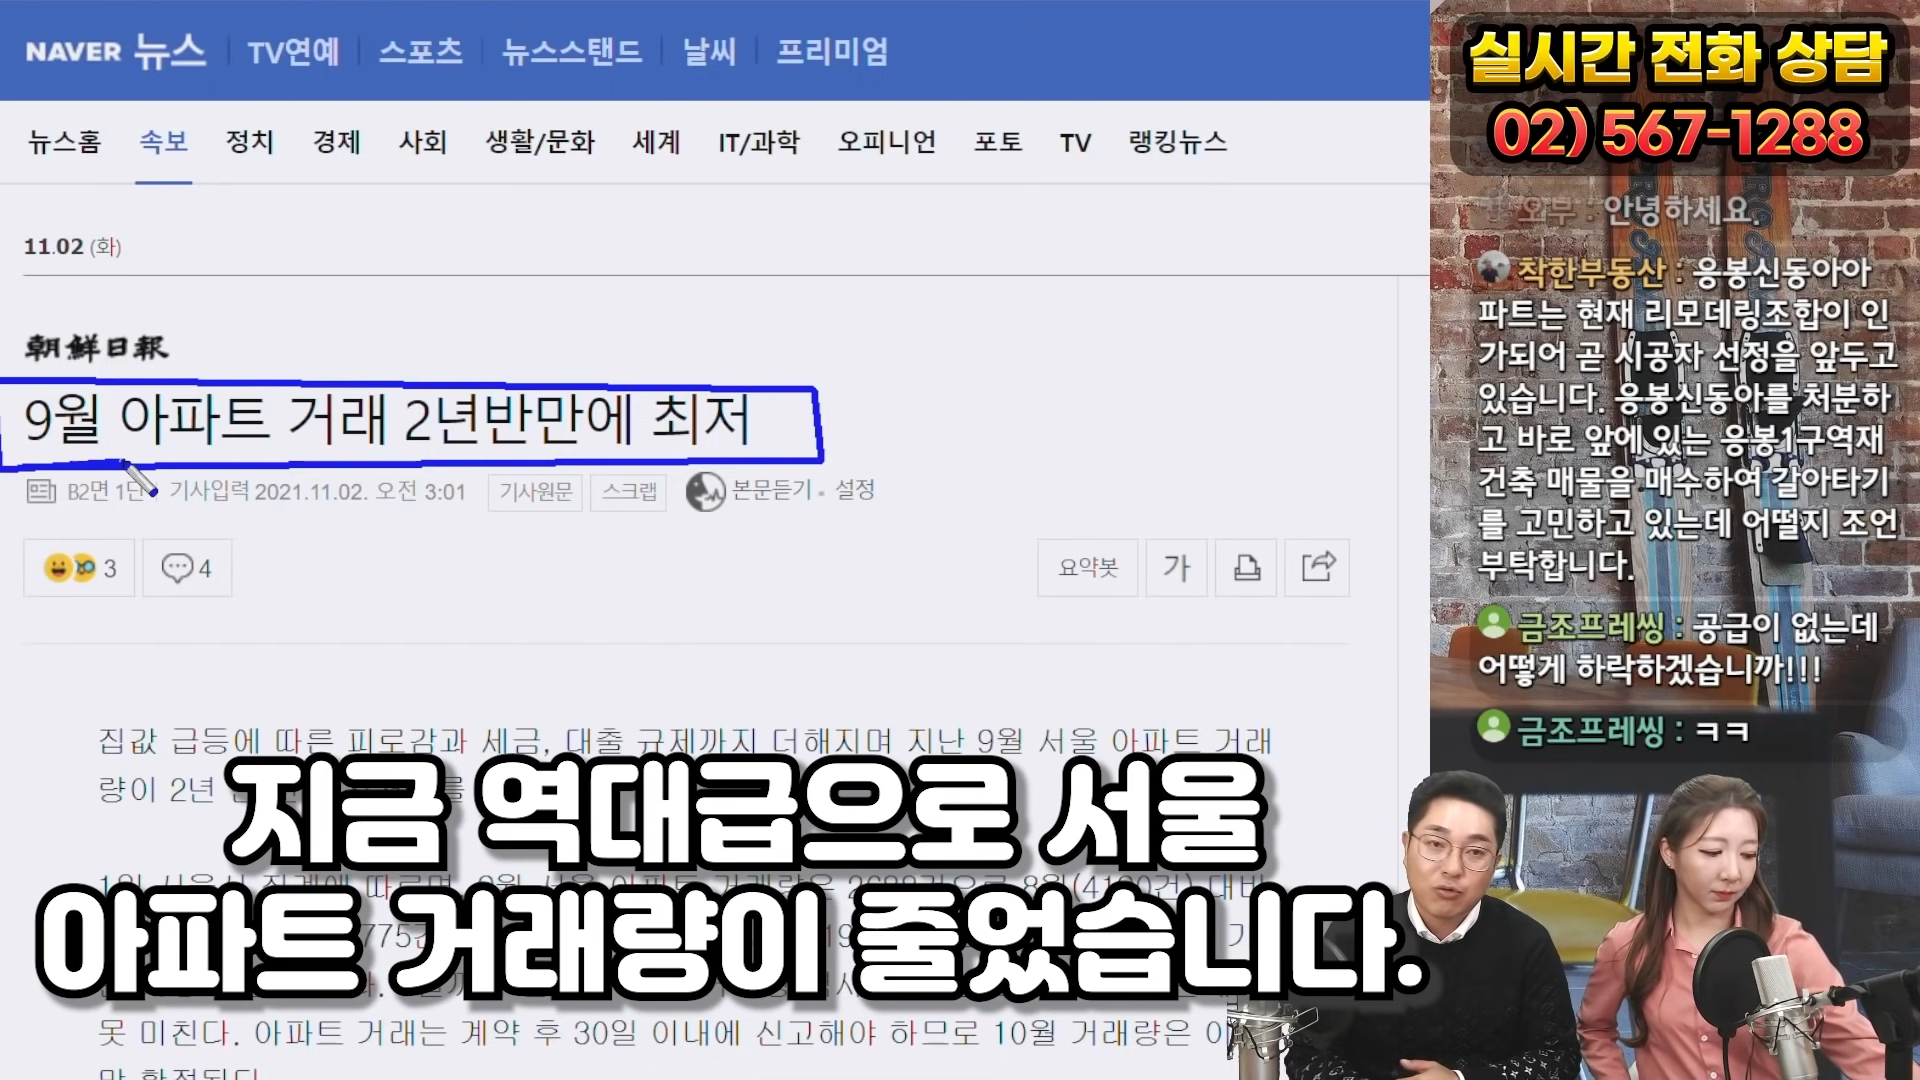 NAVER 뉴스 TV연예 스포츠 뉴스스탠드 날씨 프리미엄
뉴스홈 속보 정치 경제 사회 생활/문화 세계 IT/과학 오피니언 포토 TV 랭킹뉴스
11.02 (화)
朝鮮日報
9월 아파트 거래 2년반만에 최저
B2면 1단 기사입력 2021.11.02. 오전 3:01 기사원문 스크랩 본문듣기 설정
3 4 요약봇 가
집값 급등에 따른 피로감과 세금, 대출 규제까지 더해지며 지난 9월 서울 아파트 거래
량이 2년
지금 역대급으로 서울
아파트 거래량이 줄었습니다.
못 미친다. 아파트 거래는 계약 후 30일 이내에 신고해야 하므로 10월 거래량은
실시간 전화 상담
02) 567-1288
오부 : 안녕하세요.
착한부동산 : 응봉신동아아
파트는 현재 리모데링조합이 인
가되어 곧 시공자 선정을 앞두고
있습니다. 응봉신동아를 처분하
고 바로 앞에 있는 응봉1구역재
건축 매물을 매수하여 갈아타기
를 고민하고 있는데 어떨지 조언
부탁합니다.
금조프레씽 : 공급이 없는데
어떻게 하락하겠습니까!!!
금조프레씽 : ㅋㅋ